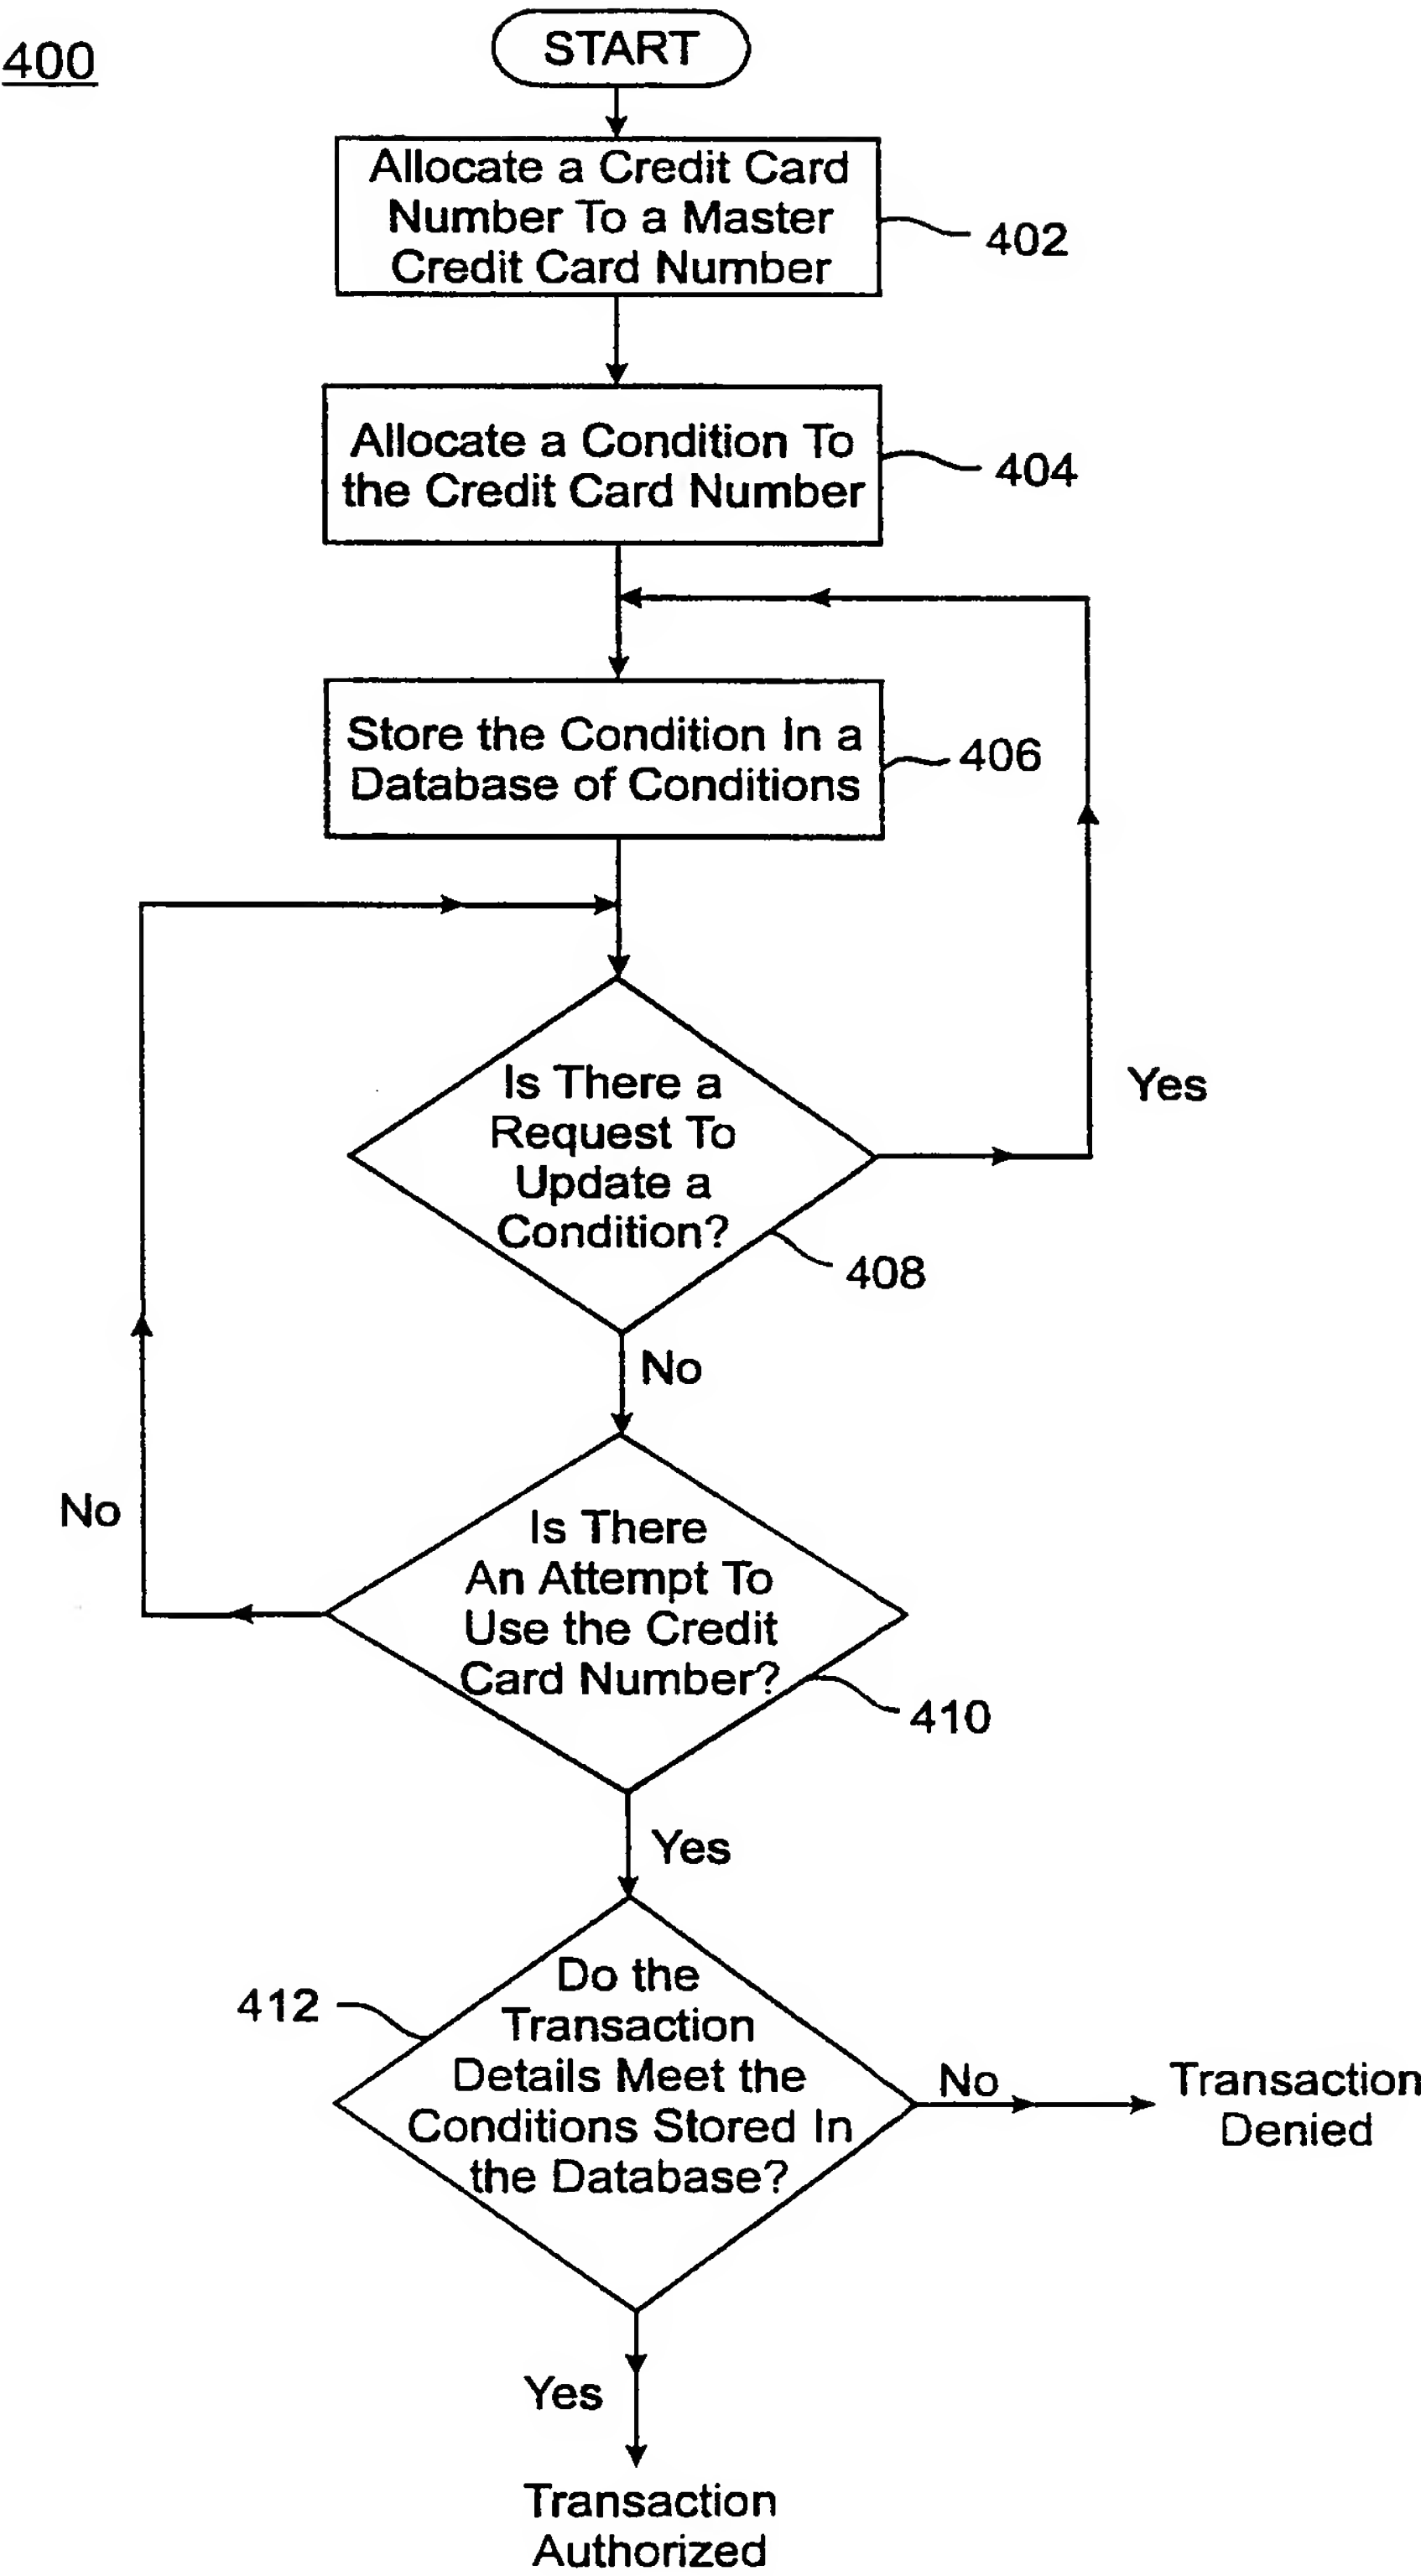 400
START
Allocate a Credit Card
Number To a Master
Credit Card Number
402
Allocate a Condition To
the Credit Card Number
404
Store the Condition In a
Database of Conditions
406
Is There a
Request To
Update a
Condition?
408
Yes
No
Is There
An Attempt To
Use the Credit
Card Number?
410
No
Yes
412
Do the
Transaction
Details Meet the
Conditions Stored In
the Database?
No
Transaction
Denied
Yes
Transaction
Authorized